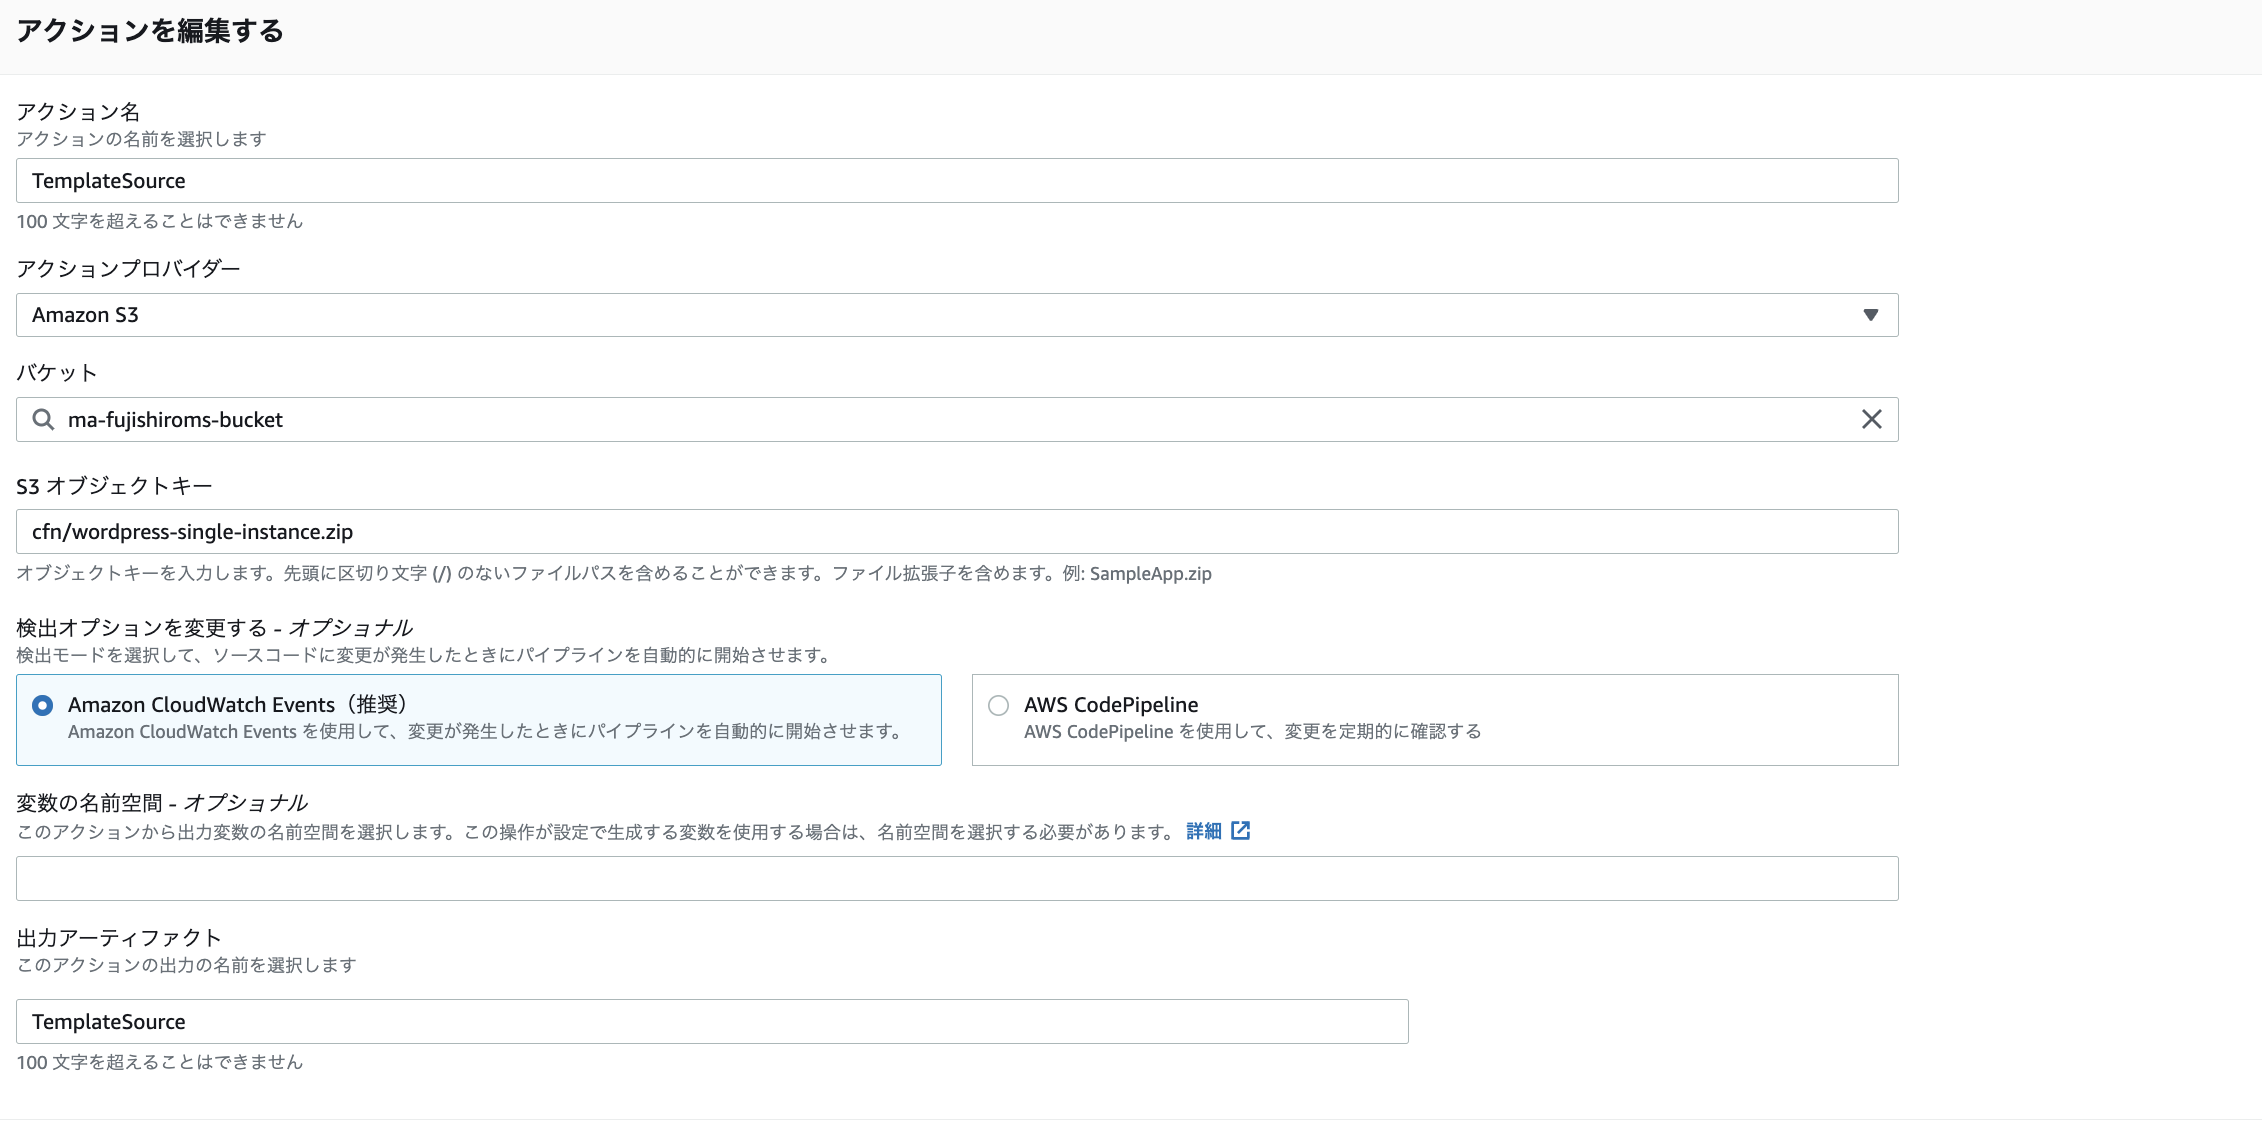 アクションを編集する
アクション名
アクションの名前を選択します
TemplateSource
100 文字を超えることはできません
アクションプロバイダー
Amazon S3
バケット
ma-fujishiroms-bucket
S3 オブジェクトキー
cfn/wordpress-single-instance.zip
オブジェクトキーを入力します。先頭に区切り文字 (/) のないファイルパスを含めることができます。ファイル拡張子を含めます。例: SampleApp.zip
検出オプションを変更する - オプショナル
検出モードを選択して、ソースコードに変更が発生したときにパイプラインを自動的に開始させます。
Amazon CloudWatch Events（推奨）
Amazon CloudWatch Events を使用して、変更が発生したときにパイプラインを自動的に開始させます。
AWS CodePipeline
AWS CodePipeline を使用して、変更を定期的に確認する
変数の名前空間 - オプショナル
このアクションから出力変数の名前空間を選択します。この操作が設定で生成する変数を使用する場合は、名前空間を選択する必要があります。 詳細
出力アーティファクト
このアクションの出力の名前を選択します
TemplateSource
100 文字を超えることはできません